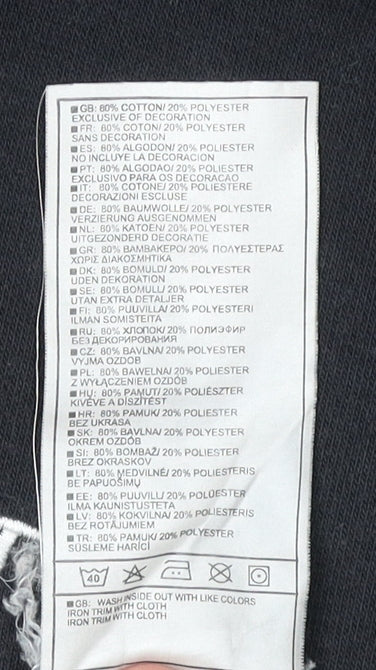 GB: 80% COTTON/ 20% POLYESTER
EXCLUSIVE OF DECORATION
FR: 80% COTON/ 20% POLYESTER
SANS DECORATION
ES: 80% ALGODON/ 20% POLIESTER
NO INCLUYE LA DECORACION
PT: 80% ALGODAO/ 20% POLIESTER
EXCLUSIVO PARA OS DECORACAO
IT: 80% COTONE/ 20% POLIESTERE
DECORAZIONI ESCLUSE
DE: 80% BAUMWOLLE/ 20% POLYESTER
VERZIERUNG AUSGENOMMEN
NL: 80% KATOEN/ 20% POLYESTER
UITGEZONDERD DECORATIE
GR: 80% ΒΑΜΒΑΚΕΡΟ/ 20% ΠΟΛΥΕΣΤΕΡΑΣ
ΧΩΡΙΣ ΔΙΑΚΟΣΜΗΤΙΚΑ
DK: 80% BOMULD/ 20% POLYESTER
UDEN DEKORATION
SE: 80% BOMULL/ 20% POLYESTER
UTAN EXTRA DETALJER
FI: 80% PUUVILLA/ 20% POLYESTERI
ILMAN SOMISTEITA
RU: 80% ХЛОПОК/ 20% ПОЛИЭФИР
БЕЗ ДЕКОРИРОВАНИЯ
CZ: 80% BAVLNA/ 20% POLYESTER
VYJMA OZDOB
PL: 80% BAWEŁNA/ 20% POLIESTER
Z WYŁĄCZENIEM OZDÓB
HU: 80% PAMUT/ 20% POLIÉSZTER
KIVÉVE A DÍSZÍTÉST
HR: 80% PAMUK/ 20% POLIESTER
BEZ UKRASA
SK: 80% BAVLNA/ 20% POLYESTER
OKREM OZDÔB
SI: 80% BOMBAŽ/ 20% POLIESTER
BREZ OKRASKOV
LT: 80% MEDVILNĖ/ 20% POLIESTERIS
BE PAPUOŠIMŲ
EE: 80% PUUVILL/ 20% POLÜESTER
ILMA KAUNISTUSTETA
LV: 80% KOKVILNA/ 20% POLIESTERIS
BEZ ROTĀJUMIEM
TR: 80% PAMUK/ 20% POLYESTER
SÜSLEME HARİCİ
40
GB: WASH INSIDE OUT WITH LIKE COLORS
IRON TRIM WITH CLOTH
IRON TRIM WITH CLOTH